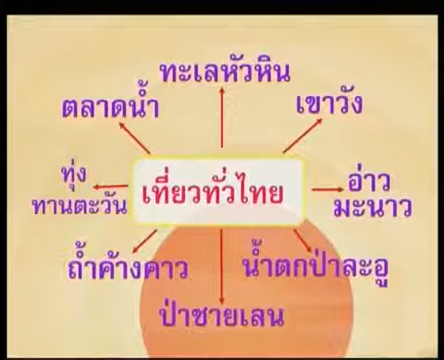 ทะเลหัวหิน
ตลาดน้ำ
เขาวัง
ทุ่ง
ทานตะวัน
เที่ยวทั่วไทย
อ่าว
มะนาว
ถ้ำค้างคาว
น้ำตกป่าละอู
ป่าชายเลน